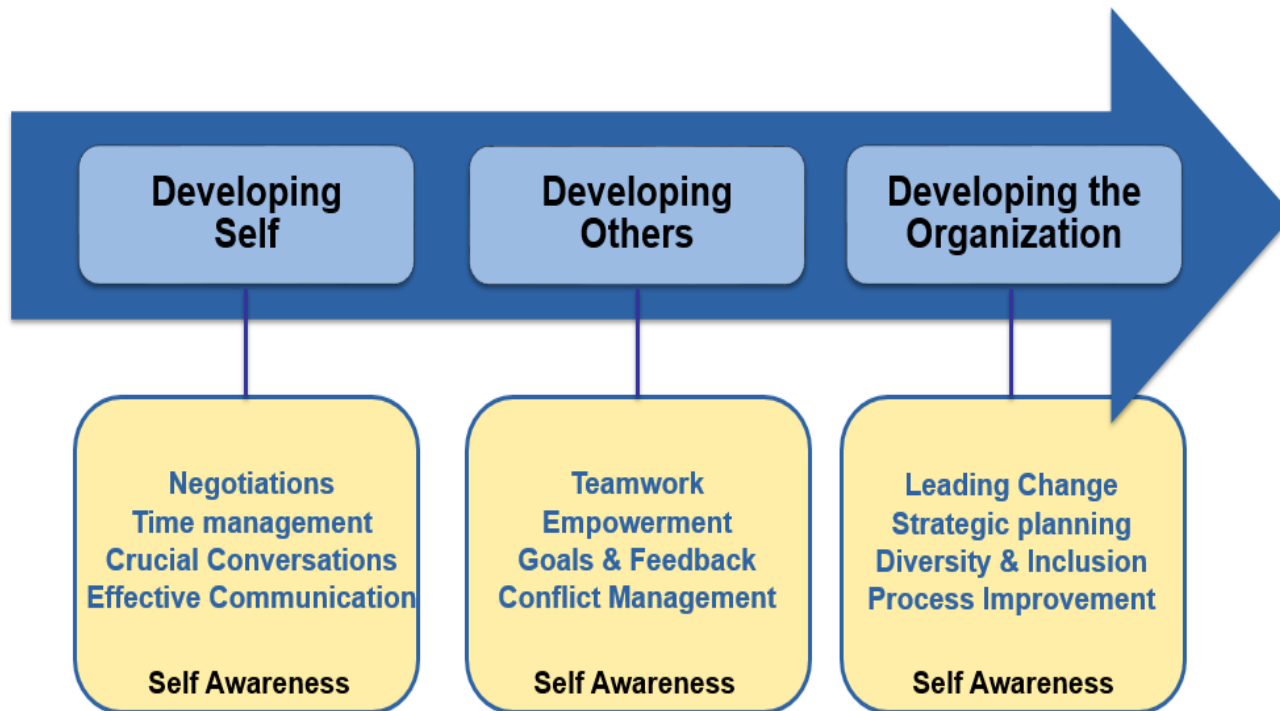 Developing
Self
Developing
Others
Developing the
Organization
Negotiations
Time management
Crucial Conversations
Effective Communication
Self Awareness
Teamwork
Empowerment
Goals & Feedback
Conflict Management
Self Awareness
Leading Change
Strategic planning
Diversity & Inclusion
Process Improvement
Self Awareness